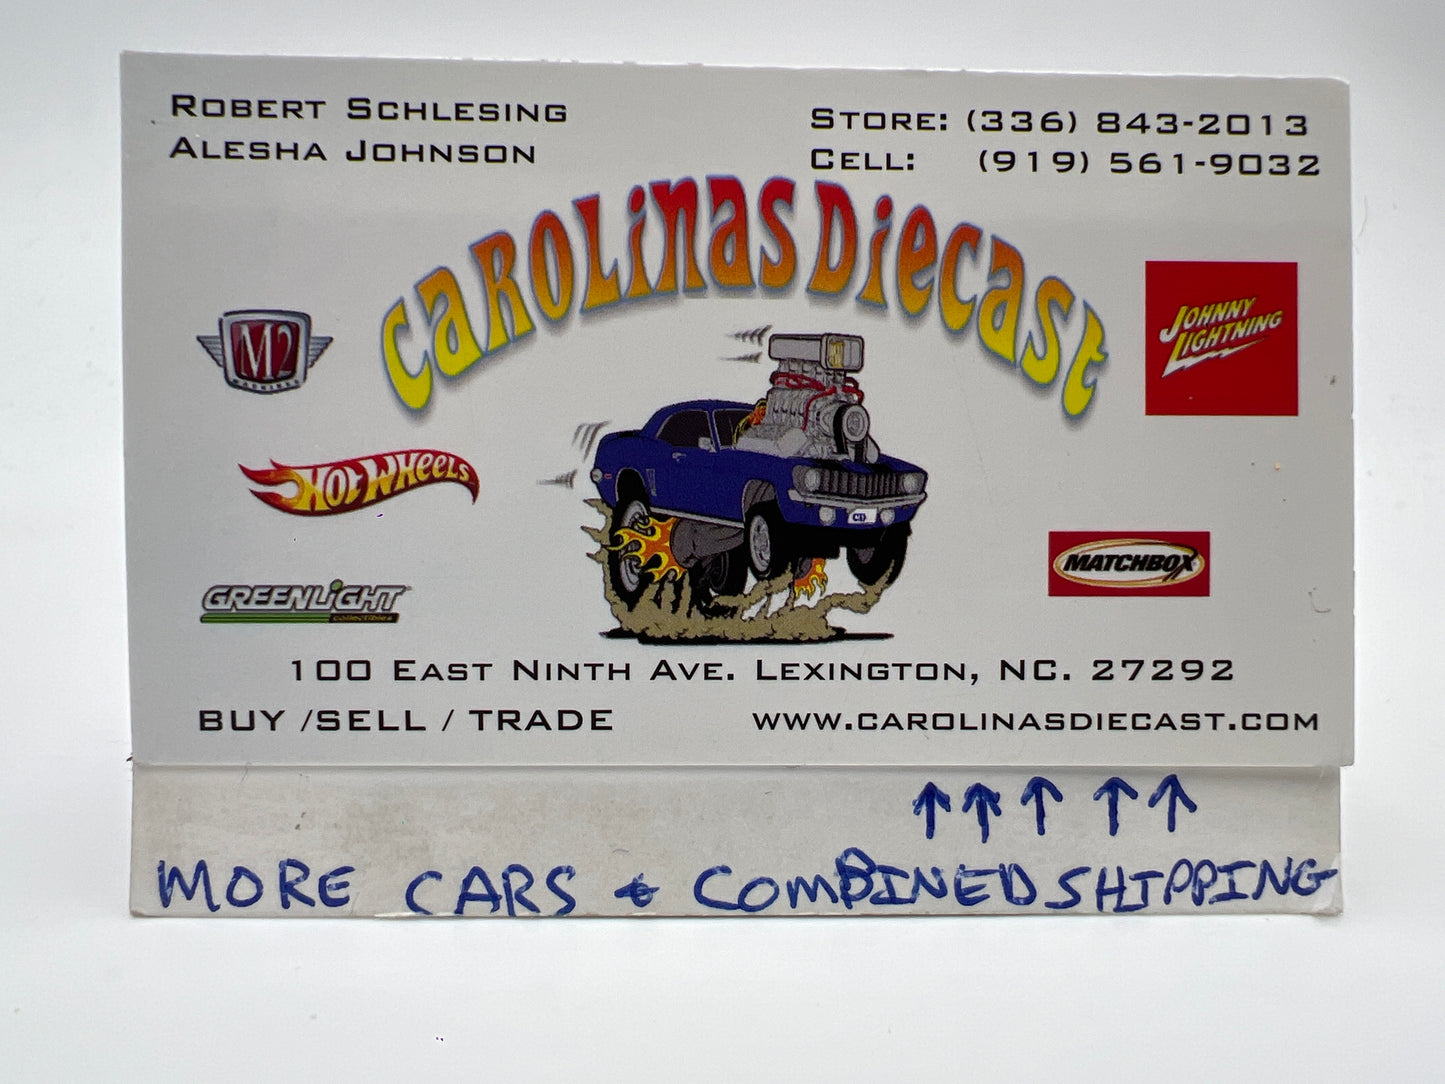 ROBERT SCHLESING
ALESHA JOHNSON
STORE: (336) 843-2013
CELL: (919) 561-9032
CAROLINAS DIECAST
M2
MACHINES
JOHNNY
LIGHTNING
HOT WHEELS
MATCHBOX
GREENLIGHT
collectibles
100 EAST NINTH AVE. LEXINGTON, NC. 27292
BUY /SELL / TRADE
WWW.CAROLINASDIECAST.COM
↑ ↑ ↑ ↑ ↑
MORE CARS & COMBINED SHIPPING